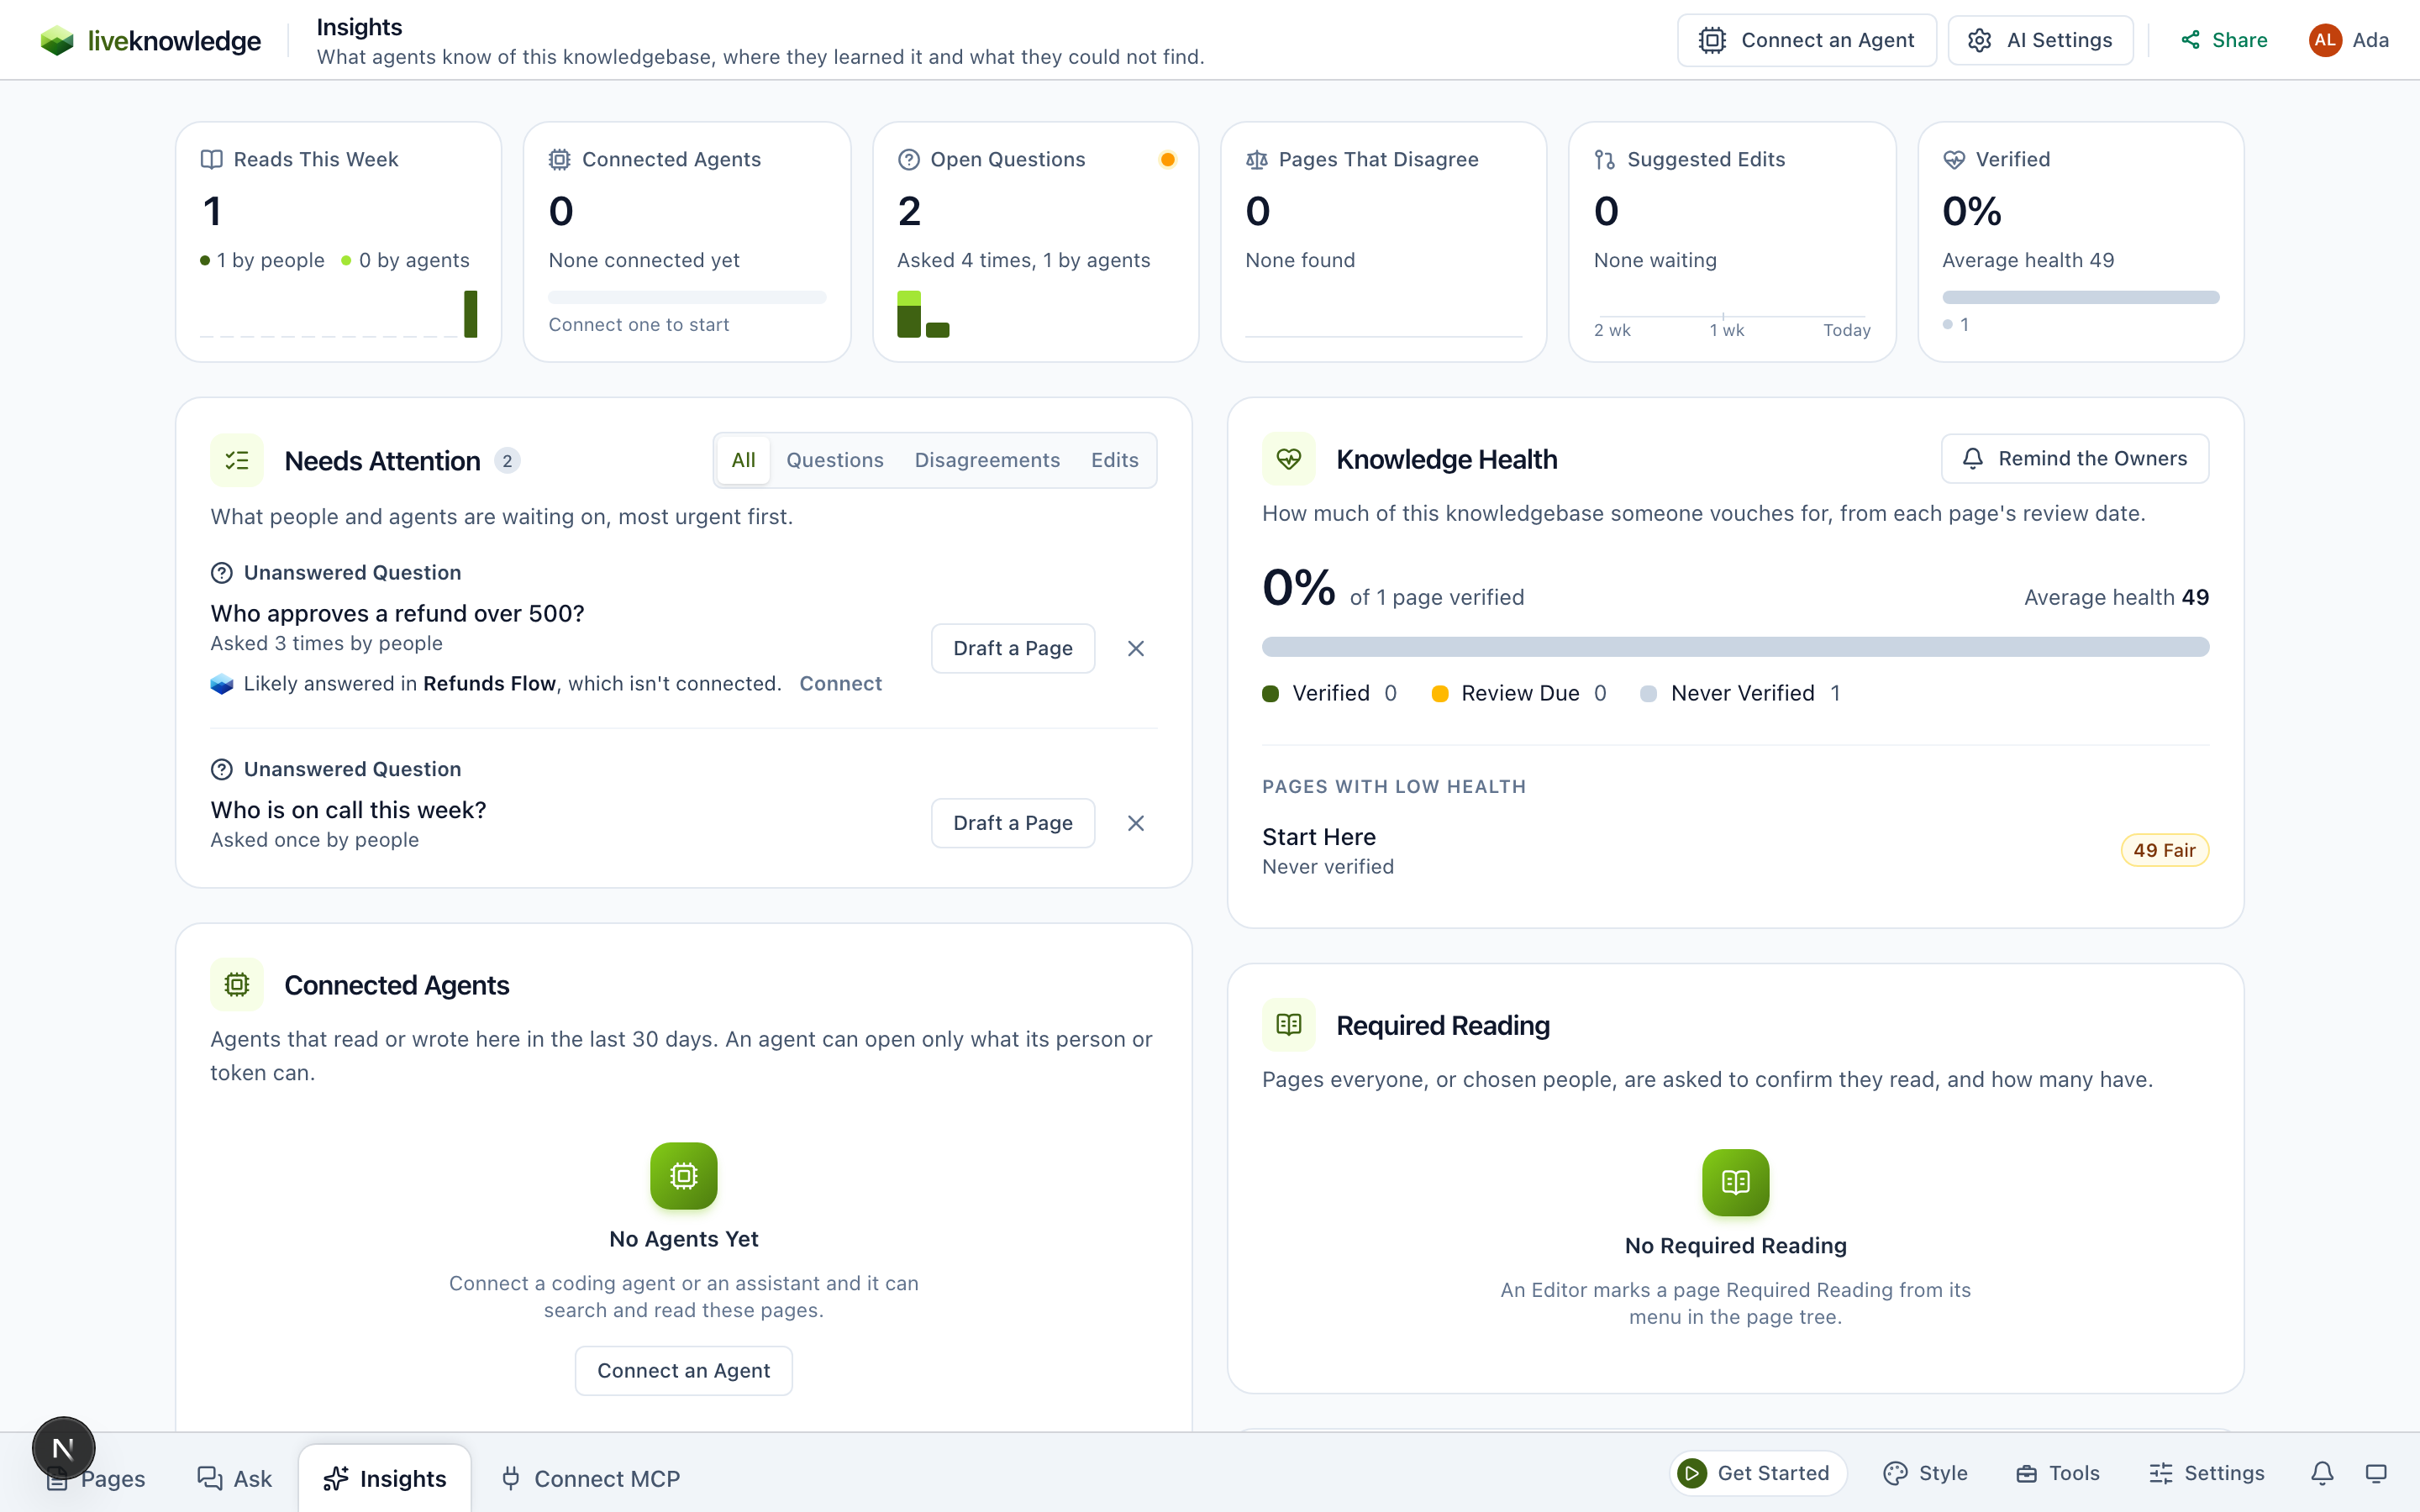 liveknowledge
Insights
What agents know of this knowledgebase, where they learned it and what they could not find.
Connect an Agent
AI Settings
Share
AL
Ada
Reads This Week
1
1 by people
0 by agents
Connected Agents
0
None connected yet
Connect one to start
Open Questions
2
Asked 4 times, 1 by agents
Pages That Disagree
0
None found
Suggested Edits
0
None waiting
2 wk
1 wk
Today
Verified
0%
Average health 49
1
Needs Attention 2
All
Questions
Disagreements
Edits
What people and agents are waiting on, most urgent first.
Unanswered Question
Who approves a refund over 500?
Asked 3 times by people
Likely answered in Refunds Flow, which isn't connected. Connect
Draft a Page
Unanswered Question
Who is on call this week?
Asked once by people
Draft a Page
Knowledge Health
Remind the Owners
How much of this knowledgebase someone vouches for, from each page's review date.
0% of 1 page verified
Average health 49
Verified 0
Review Due 0
Never Verified 1
PAGES WITH LOW HEALTH
Start Here
Never verified
49 Fair
Connected Agents
Agents that read or wrote here in the last 30 days. An agent can open only what its person or
token can.
No Agents Yet
Connect a coding agent or an assistant and it can
search and read these pages.
Connect an Agent
Required Reading
Pages everyone, or chosen people, are asked to confirm they read, and how many have.
No Required Reading
An Editor marks a page Required Reading from its
menu in the page tree.
N
Pages
Ask
Insights
Connect MCP
Get Started
Style
Tools
Settings